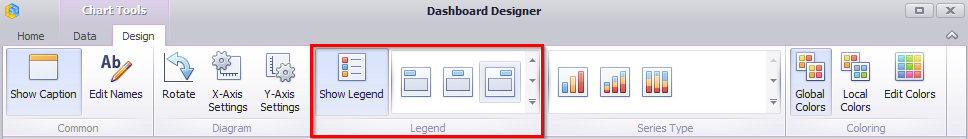 Chart Tools
Dashboard Designer
Home Data Design
Ab
Show Caption Edit Names Rotate X-Axis Settings Y-Axis Settings Show Legend Global Colors Local Colors Edit Colors
Common Diagram Legend Series Type Coloring